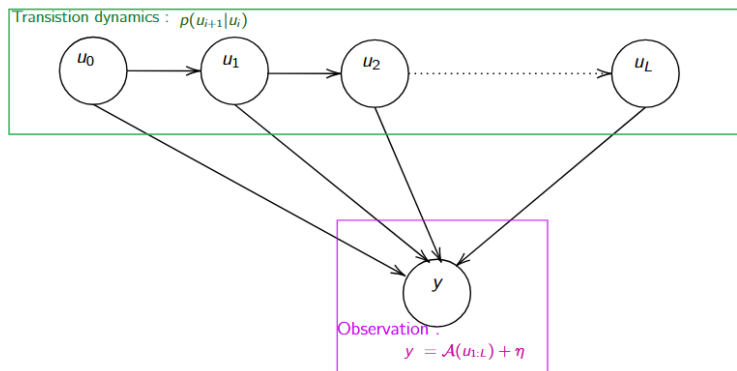 Transistion dynamics : p(u_{i+1}|u_i)
u_0 u_1 u_2 u_L
y
Observation :
y = 𝒜(u_{1:L}) + η